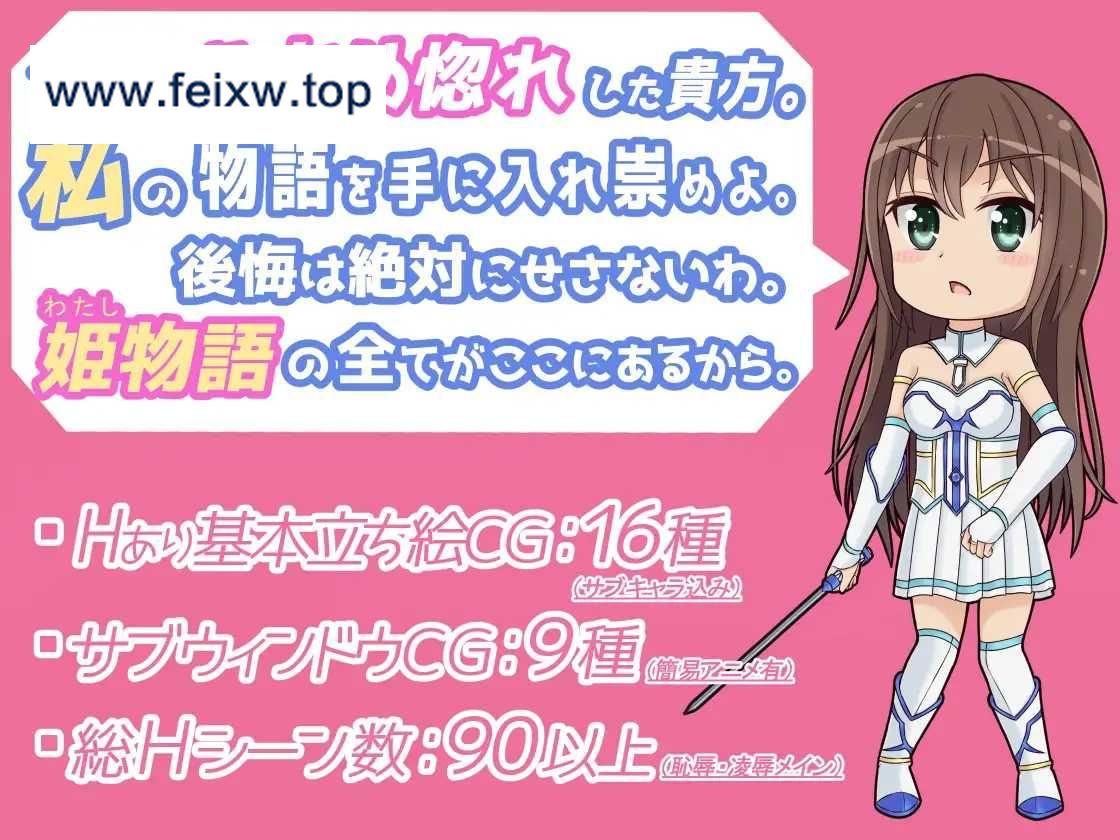 www.feixw.top
め惚れした貴方。
私の物語を手に入れ崇めよ。
後悔は絶対にせさないわ。
わたし
姫物語の全てがここにあるから。
・Hあり基本立ち絵CG:16種
(サブキャラ込み)
・サブウィンドウCG:9種(簡易アニメ有)
・総Hシーン数:90以上(恥辱・凌辱メイン)